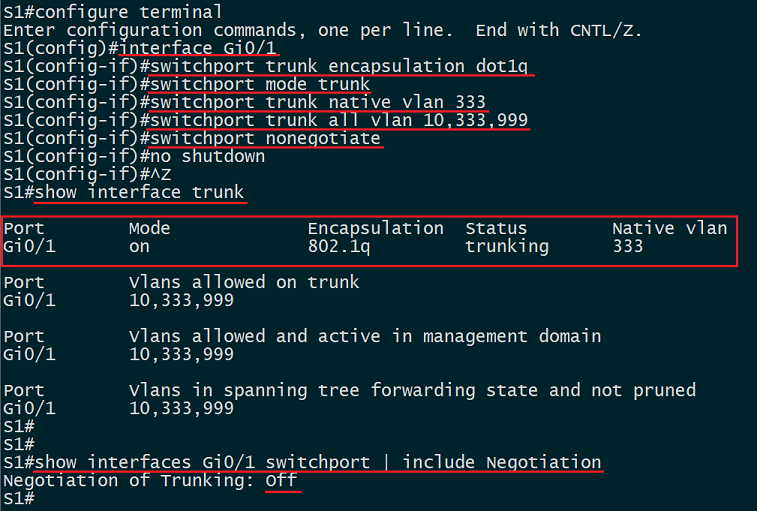 S1#configure terminal
Enter configuration commands, one per line.  End with CNTL/Z.
S1(config)#interface Gi0/1
S1(config-if)#switchport trunk encapsulation dot1q
S1(config-if)#switchport mode trunk
S1(config-if)#switchport trunk native vlan 333
S1(config-if)#switchport trunk all vlan 10,333,999
S1(config-if)#switchport nonegotiate
S1(config-if)#no shutdown
S1(config-if)#^Z
S1#show interface trunk
Port        Mode             Encapsulation  Status        Native vlan
Gi0/1       on               802.1q         trunking      333
Port        Vlans allowed on trunk
Gi0/1       10,333,999
Port        Vlans allowed and active in management domain
Gi0/1       10,333,999
Port        Vlans in spanning tree forwarding state and not pruned
Gi0/1       10,333,999
S1#
S1#
S1#show interfaces Gi0/1 switchport | include Negotiation
Negotiation of Trunking: Off
S1#